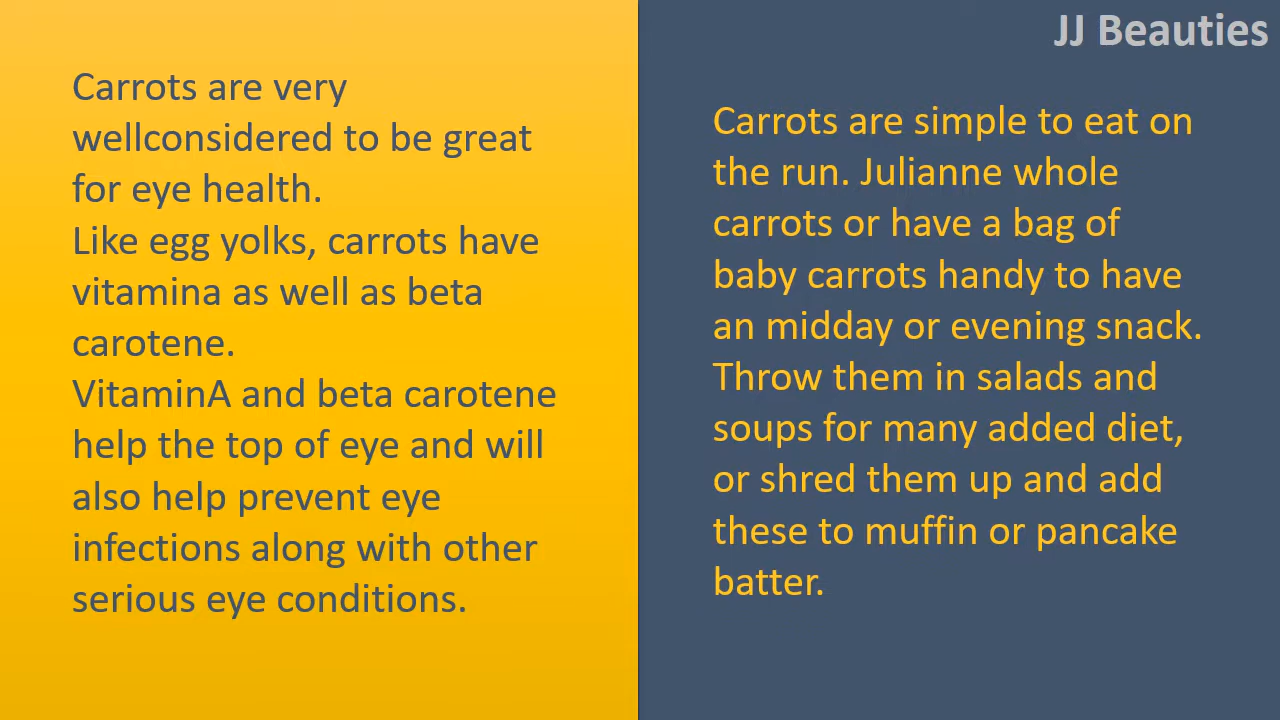 JJ Beauties
Carrots are very
wellconsidered to be great
for eye health.
Like egg yolks, carrots have
vitamina as well as beta
carotene.
VitaminA and beta carotene
help the top of eye and will
also help prevent eye
infections along with other
serious eye conditions.
Carrots are simple to eat on
the run. Julianne whole
carrots or have a bag of
baby carrots handy to have
an midday or evening snack.
Throw them in salads and
soups for many added diet,
or shred them up and add
these to muffin or pancake
batter.